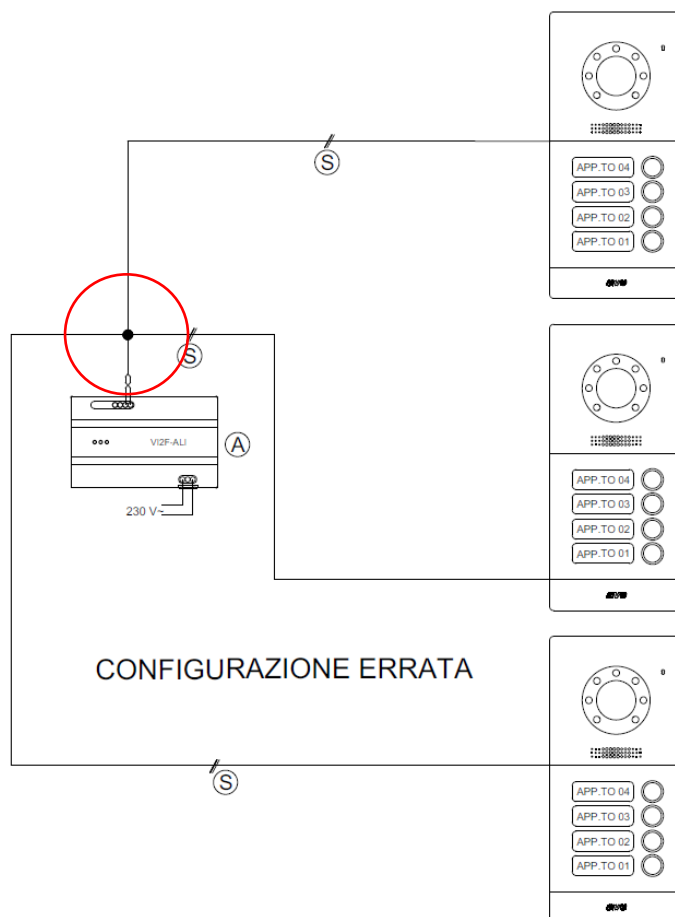 S
APP.TO 04
APP.TO 03
APP.TO 02
APP.TO 01
S
VI2F-ALI
A
230 V~
APP.TO 04
APP.TO 03
APP.TO 02
APP.TO 01
CONFIGURAZIONE ERRATA
S
APP.TO 04
APP.TO 03
APP.TO 02
APP.TO 01